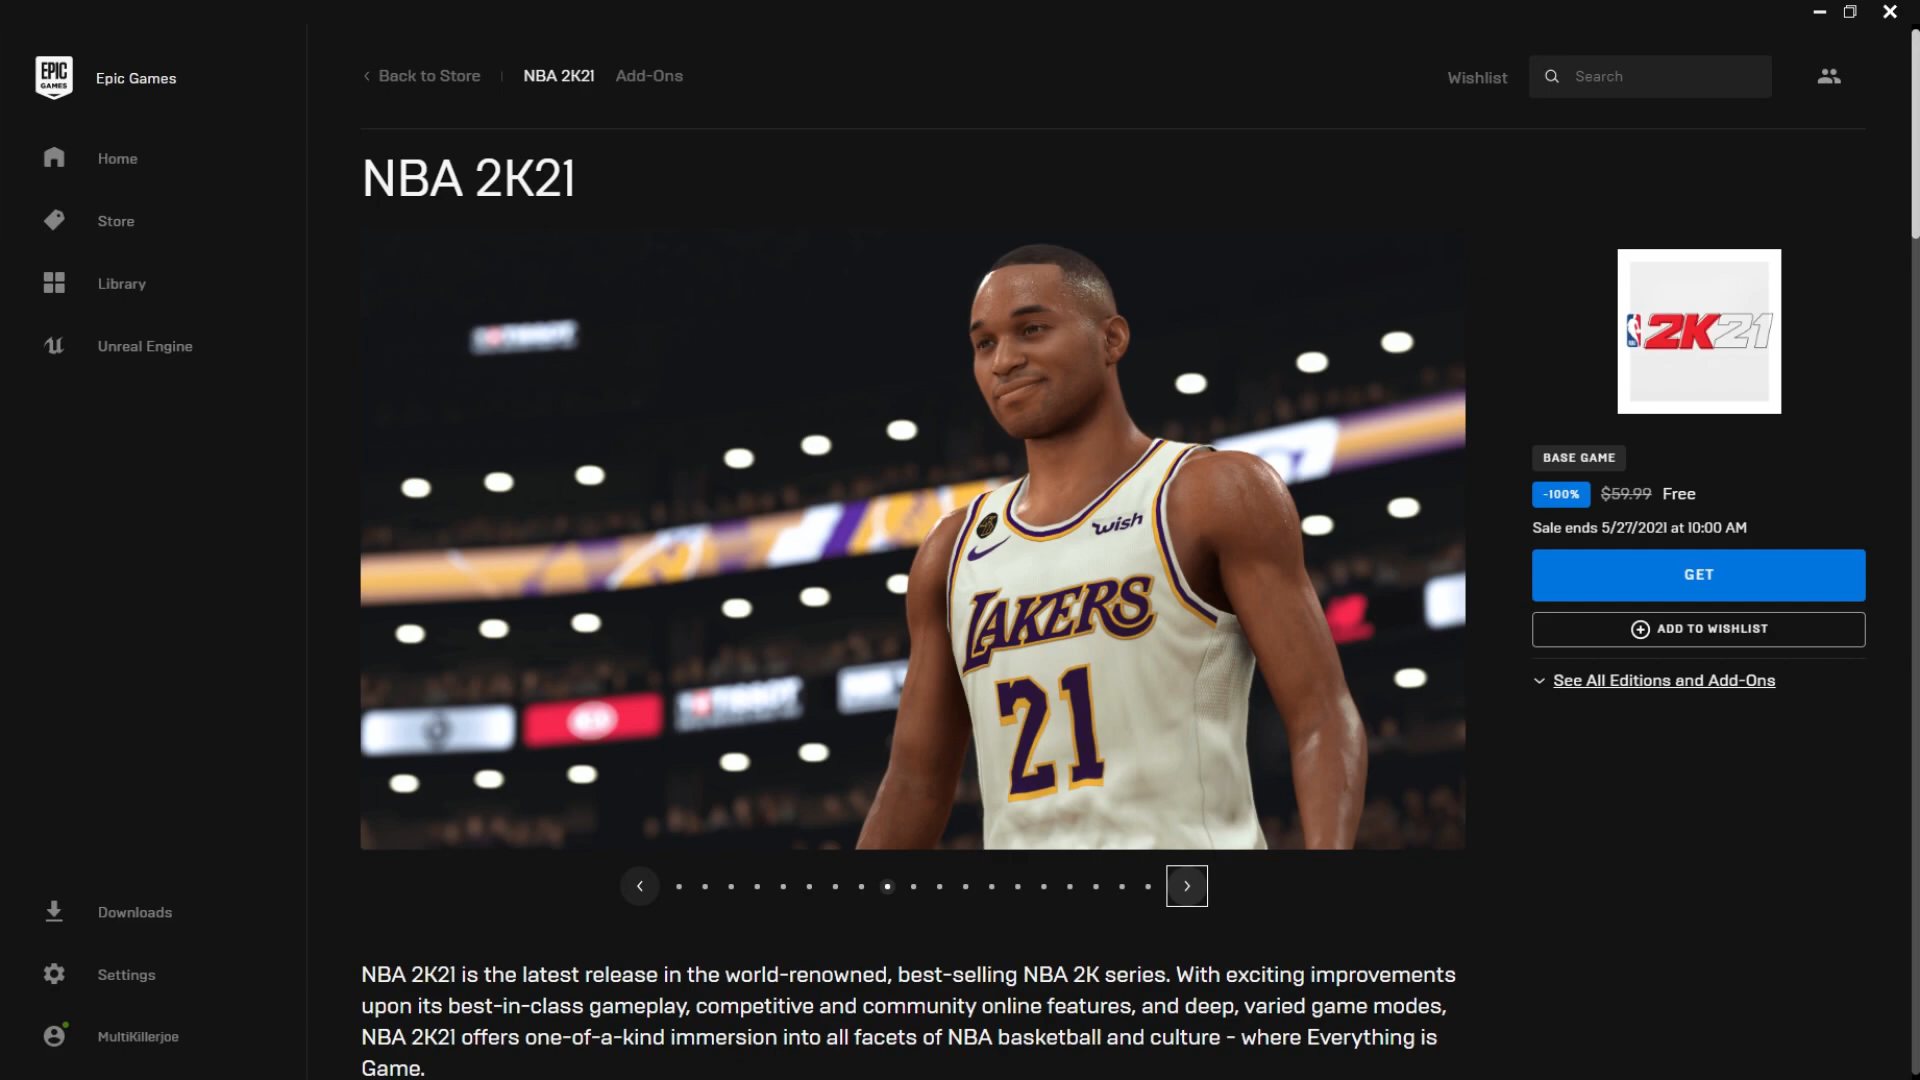 EPIC
GAMES
Epic Games
Home
Store
Library
Unreal Engine
Downloads
Settings
MultiKillerjoe
Back to Store
NBA 2K21
Add-Ons
Wishlist
Search
NBA 2K21
wish
LAKERS
21
2K21
BASE GAME
-100% $59.99 Free
Sale ends 5/27/2021 at 10:00 AM
GET
ADD TO WISHLIST
See All Editions and Add-Ons
NBA 2K21 is the latest release in the world-renowned, best-selling NBA 2K series. With exciting improvements
upon its best-in-class gameplay, competitive and community online features, and deep, varied game modes,
NBA 2K21 offers one-of-a-kind immersion into all facets of NBA basketball and culture - where Everything is
Game.